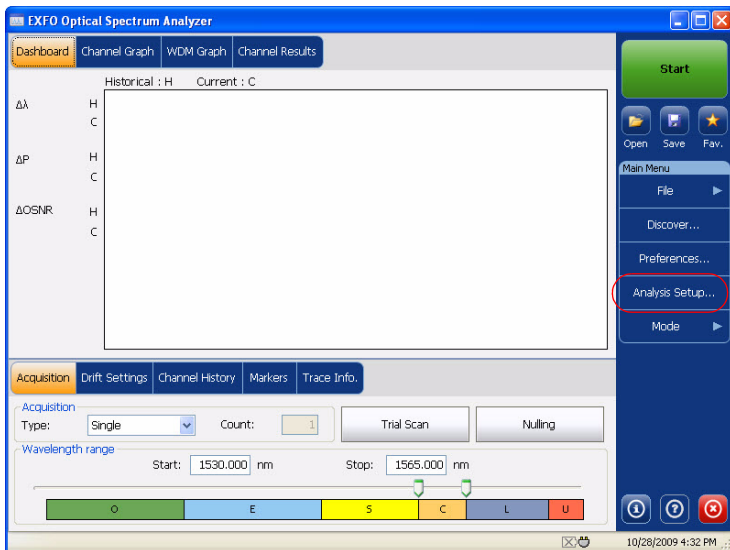 EXFO Optical Spectrum Analyzer
Dashboard Channel Graph WDM Graph Channel Results
Historical : H Current : C
Δλ H
C
ΔP H
C
ΔOSNR H
C
Start
Open Save Fav.
Main Menu
File
Discover...
Preferences...
Analysis Setup...
Mode
Acquisition Drift Settings Channel History Markers Trace Info.
Acquisition
Type: Single Count: 1 Trial Scan Nulling
Wavelength range
Start: 1530.000 nm Stop: 1565.000 nm
O E S C L U
10/28/2009 4:32 PM